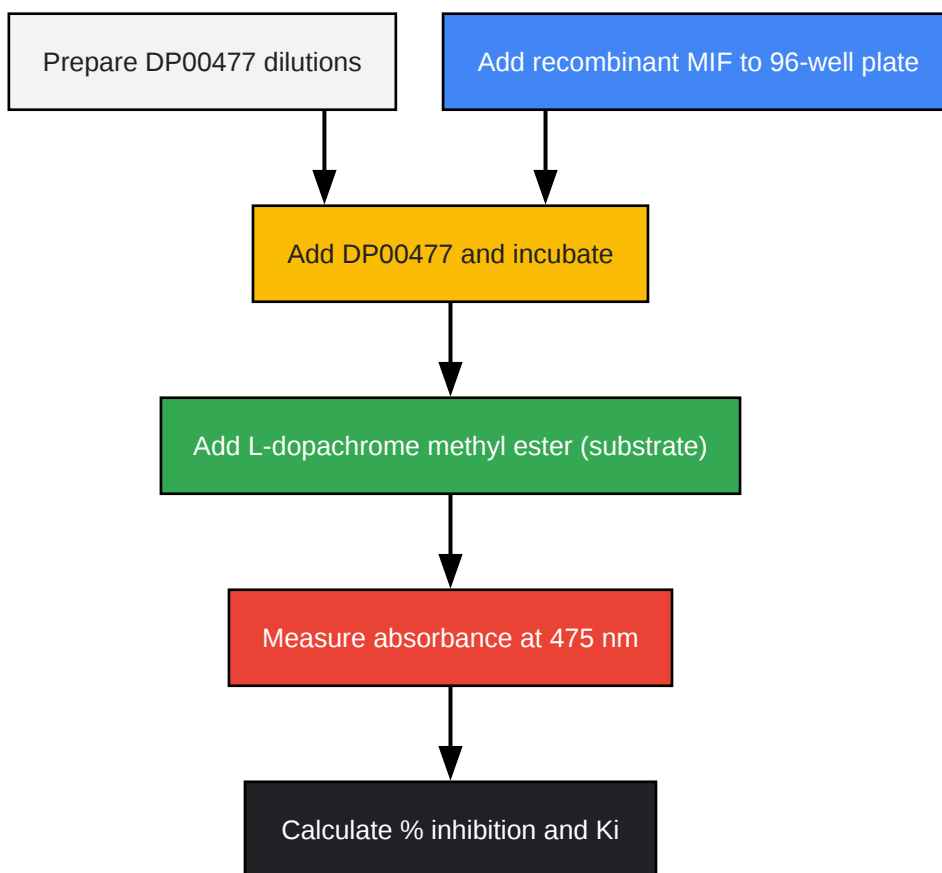 Prepare DP00477 dilutions
Add recombinant MIF to 96-well plate
Add DP00477 and incubate
Add L-dopachrome methyl ester (substrate)
Measure absorbance at 475 nm
Calculate % inhibition and Ki